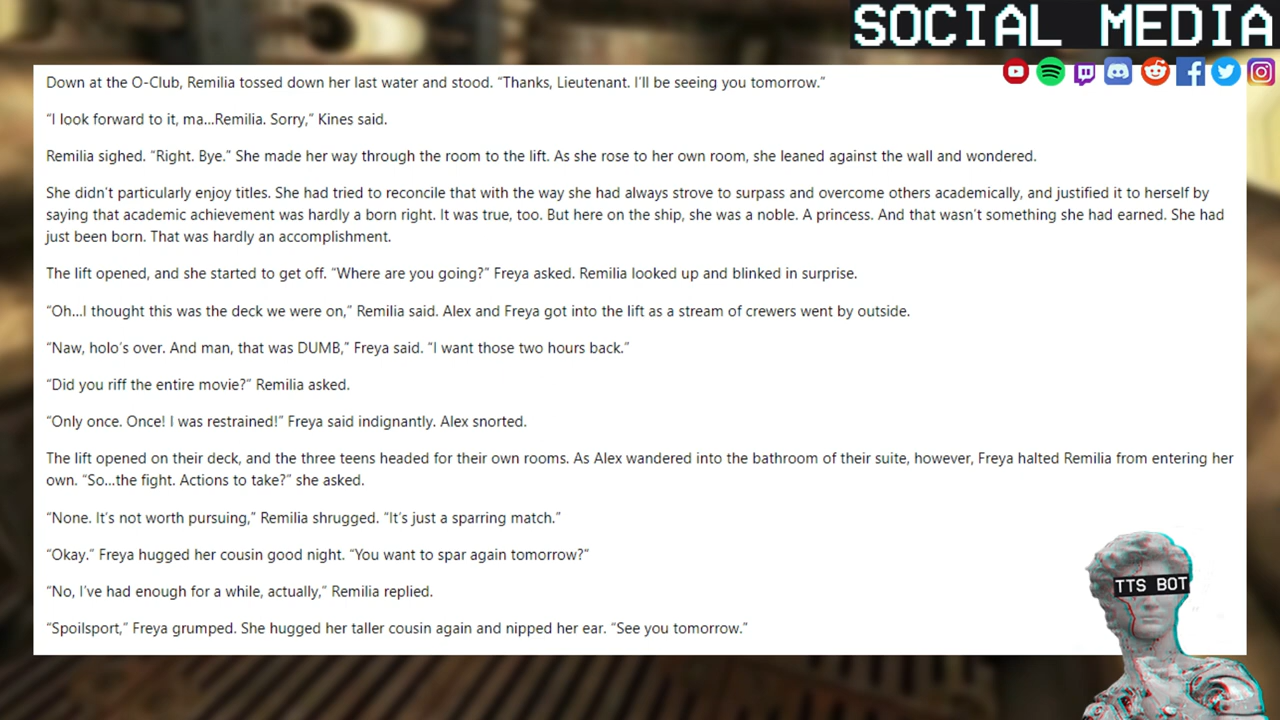 SOCIAL MEDIA
Down at the O-Club, Remilia tossed down her last water and stood. “Thanks, Lieutenant. I’ll be seeing you tomorrow.”
“I look forward to it, ma...Remilia. Sorry,” Kines said.
Remilia sighed. “Right. Bye.” She made her way through the room to the lift. As she rose to her own room, she leaned against the wall and wondered.
She didn’t particularly enjoy titles. She had tried to reconcile that with the way she had always strove to surpass and overcome others academically, and justified it to herself by
saying that academic achievement was hardly a born right. It was true, too. But here on the ship, she was a noble. A princess. And that wasn’t something she had earned. She had
just been born. That was hardly an accomplishment.
The lift opened, and she started to get off. “Where are you going?” Freya asked. Remilia looked up and blinked in surprise.
“Oh...I thought this was the deck we were on,” Remilia said. Alex and Freya got into the lift as a stream of crewers went by outside.
“Naw, holo’s over. And man, that was DUMB,” Freya said. “I want those two hours back.”
“Did you riff the entire movie?” Remilia asked.
“Only once. Once! I was restrained!” Freya said indignantly. Alex snorted.
The lift opened on their deck, and the three teens headed for their own rooms. As Alex wandered into the bathroom of their suite, however, Freya halted Remilia from entering her
own. “So...the fight. Actions to take?” she asked.
“None. It’s not worth pursuing,” Remilia shrugged. “It’s just a sparring match.”
“Okay.” Freya hugged her cousin good night. “You want to spar again tomorrow?”
“No, I’ve had enough for a while, actually,” Remilia replied.
“Spoilsport,” Freya grumped. She hugged her taller cousin again and nipped her ear. “See you tomorrow.”
TTS BOT